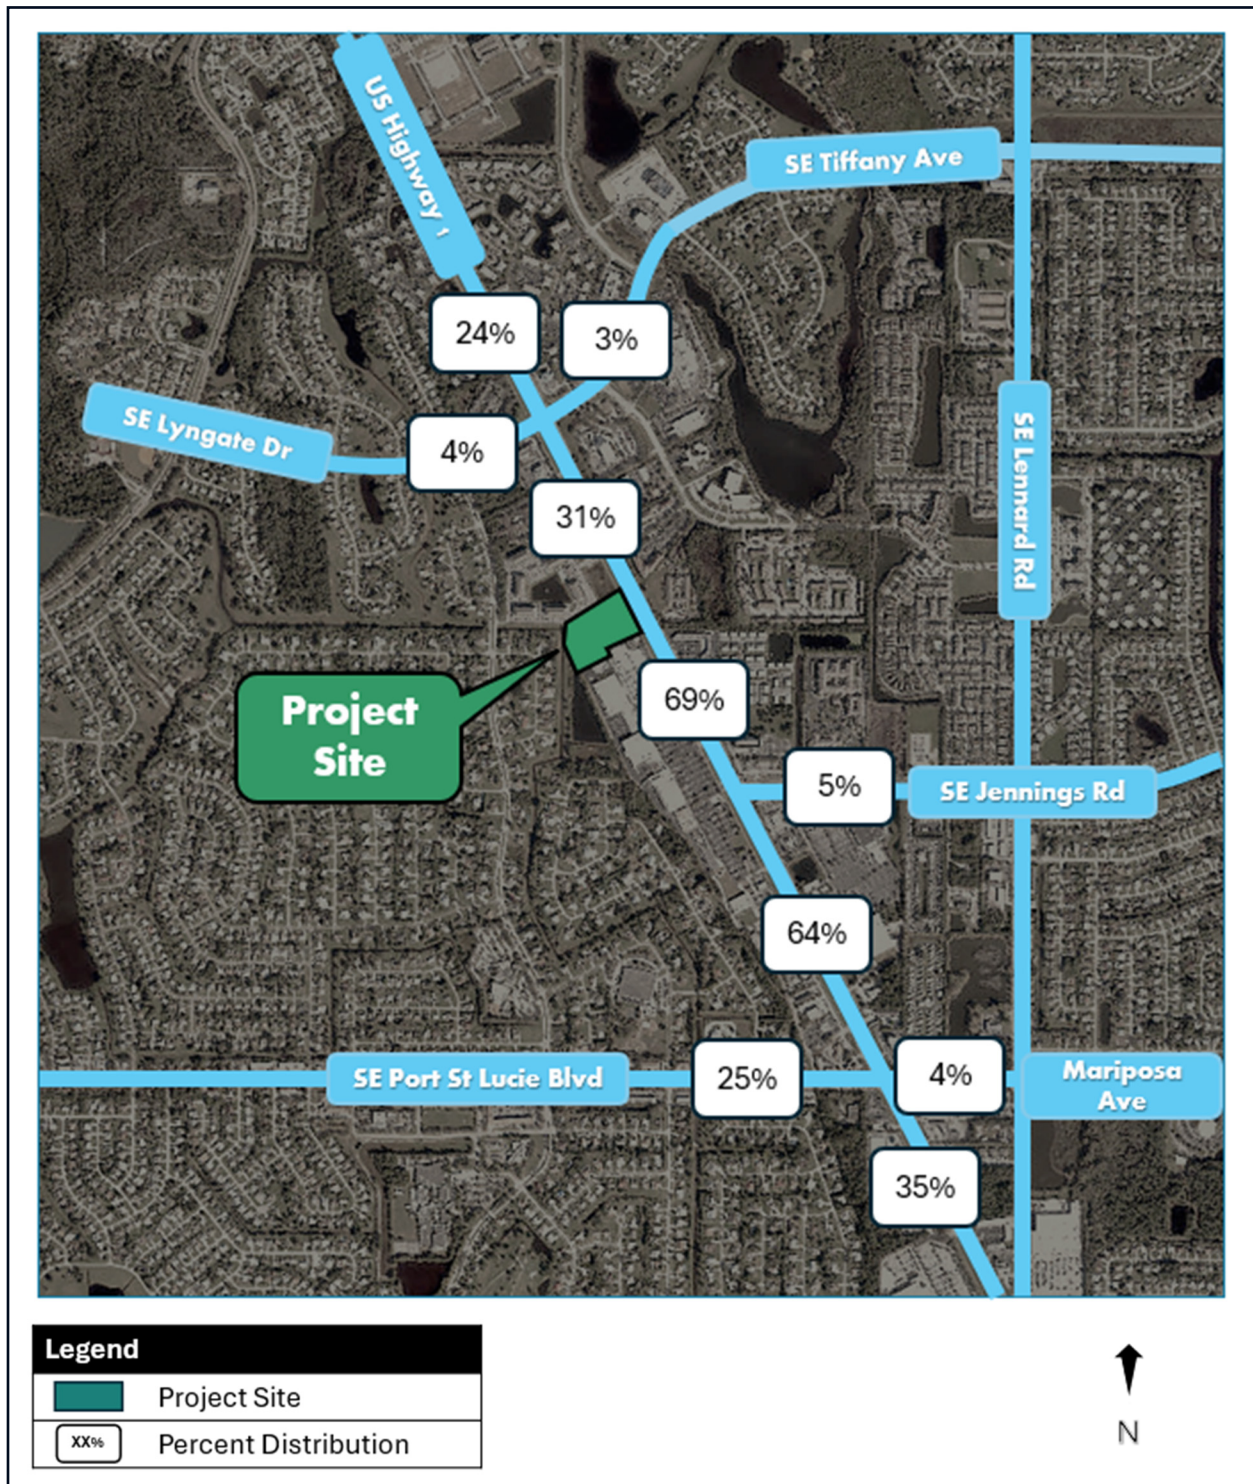 US Highway 1
SE Tiffany Ave
24%
3%
SE Lyngate Dr
4%
SE Lennard Rd
31%
Project
Site
69%
5%
SE Jennings Rd
64%
SE Port St Lucie Blvd
25%
4%
Mariposa
Ave
35%
Legend
Project Site
XX%
Percent Distribution
N